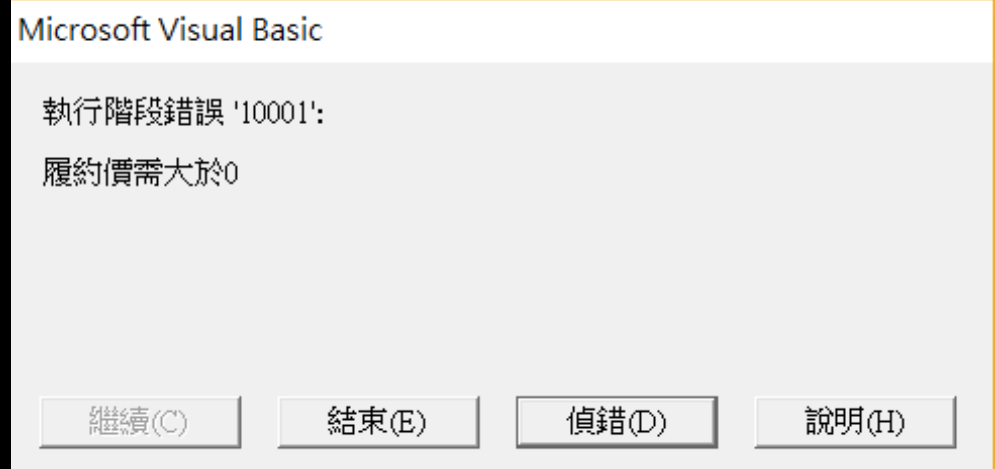 Microsoft Visual Basic
執行階段錯誤 '10001':
履約價需大於0
繼續(C)
結束(E)
偵錯(D)
說明(H)